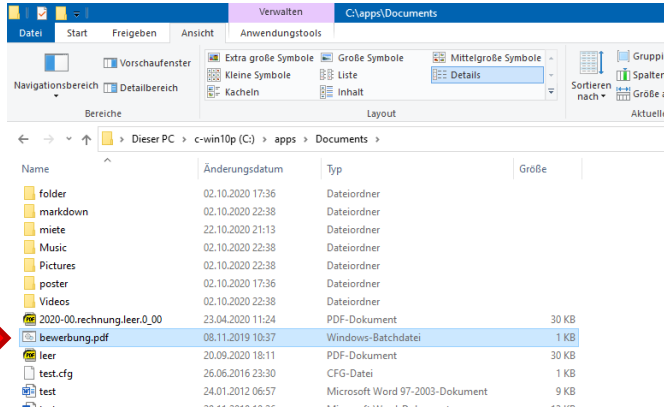 Verwalten C:\apps\Documents
Datei Start Freigeben Ansicht Anwendungstools
Vorschaufenster Extra große Symbole Große Symbole Mittelgroße Symbole
Kleine Symbole Liste Details
Navigationsbereich Detailbereich Kacheln Inhalt Sortieren nach
Bereiche Layout
Dieser PC > c-win10p (C:) > apps > Documents >
Name Änderungsdatum Typ Größe
folder 02.10.2020 17:36 Dateiordner
markdown 02.10.2020 22:38 Dateiordner
miete 22.10.2020 21:13 Dateiordner
Music 02.10.2020 22:38 Dateiordner
Pictures 02.10.2020 22:38 Dateiordner
poster 02.10.2020 17:36 Dateiordner
Videos 02.10.2020 22:38 Dateiordner
2020-00.rechnung.leer.0_00 23.04.2020 11:24 PDF-Dokument 30 KB
bewerbung.pdf 08.11.2019 10:37 Windows-Batchdatei 1 KB
leer 20.09.2020 18:11 PDF-Dokument 30 KB
test.cfg 26.06.2016 23:30 CFG-Datei 1 KB
test 24.01.2012 06:57 Microsoft Word 97-2003-Dokument 9 KB